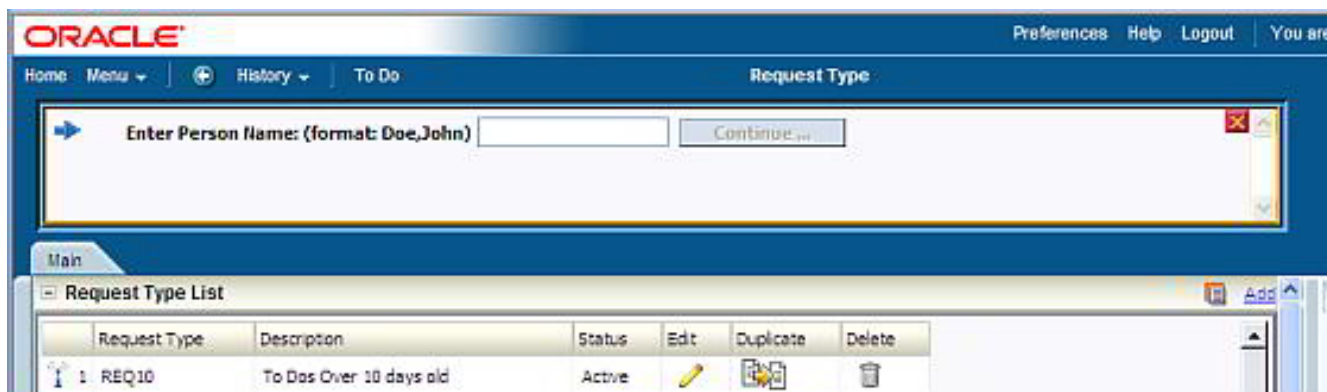 ORACLE
Preferences Help Logout You are
Home Menu History To Do Request Type
Enter Person Name: (format: Doe,John) Continue ...
Main
Request Type List Add
Request Type Description Status Edit Duplicate Delete
1 REQ10 To Dos Over 10 days old Active